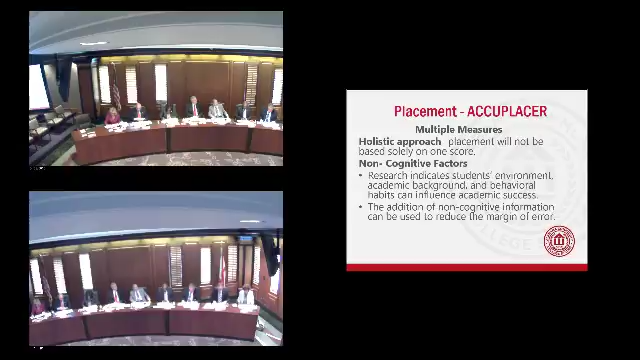 Placement - ACCUPLACER
Multiple Measures
Holistic approach placement will not be
based solely on one score.
Non- Cognitive Factors
• Research indicates students' environment,
academic background, and behavioral
habits can influence academic success.
• The addition of non-cognitive information
can be used to reduce the margin of error.